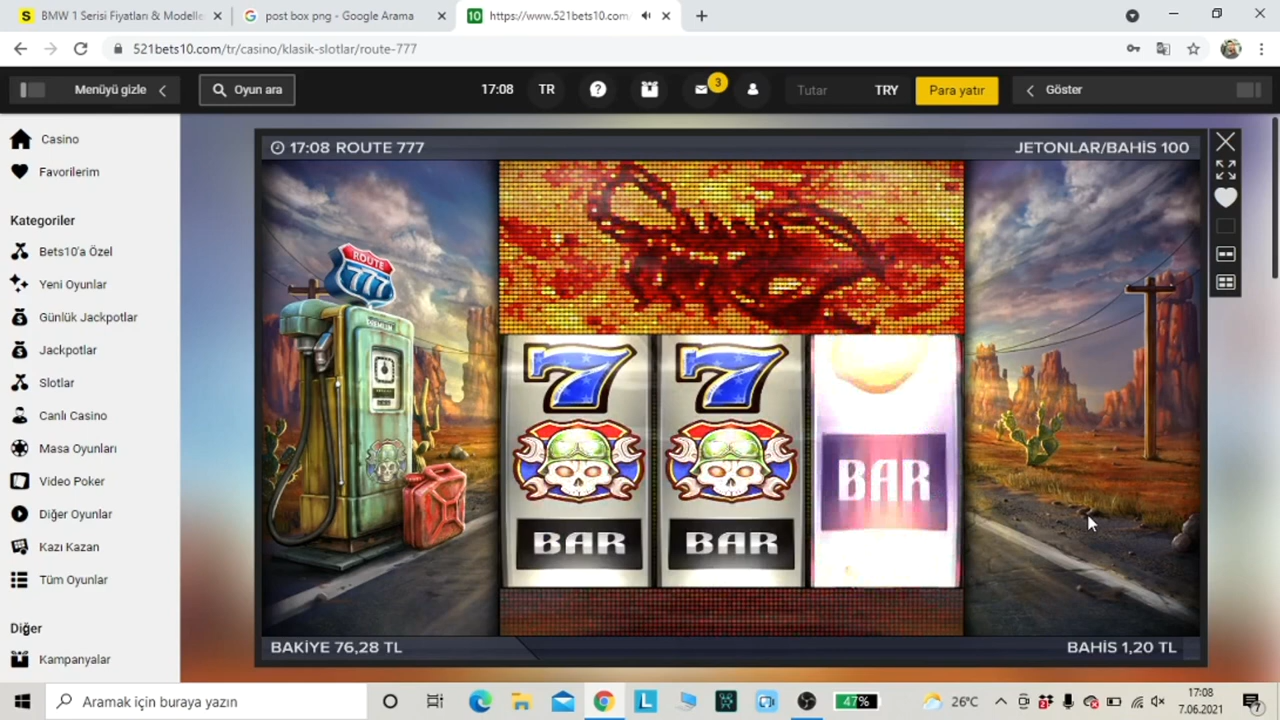 BMW 1 Serisi Fiyatları & Modelle
post box png - Google Arama
https://www.521bets10.com
521bets10.com/tr/casino/klasik-slotlar/route-777
Menüyü gizle
Oyun ara
17:08
TR
3
Tutar
TRY
Para yatır
Göster
Casino
Favorilerim
Kategoriler
Bets10'a Özel
Yeni Oyunlar
Günlük Jackpotlar
Jackpotlar
Slotlar
Canlı Casino
Masa Oyunları
Video Poker
Diğer Oyunlar
Kazı Kazan
Tüm Oyunlar
Diğer
Kampanyalar
17:08 ROUTE 777
JETONLAR/BAHİS 100
ROUTE
777
PREMIUM
7 7
BAR
BAR BAR
BAKİYE 76,28 TL
BAHİS 1,20 TL
Aramak için buraya yazın
47%
26°C
17:08
7.06.2021